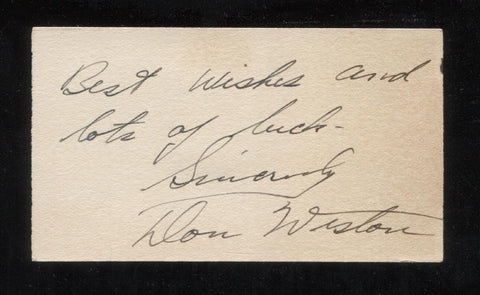 Best Wishes and
lots of luck-
Sincerely
Don Weston